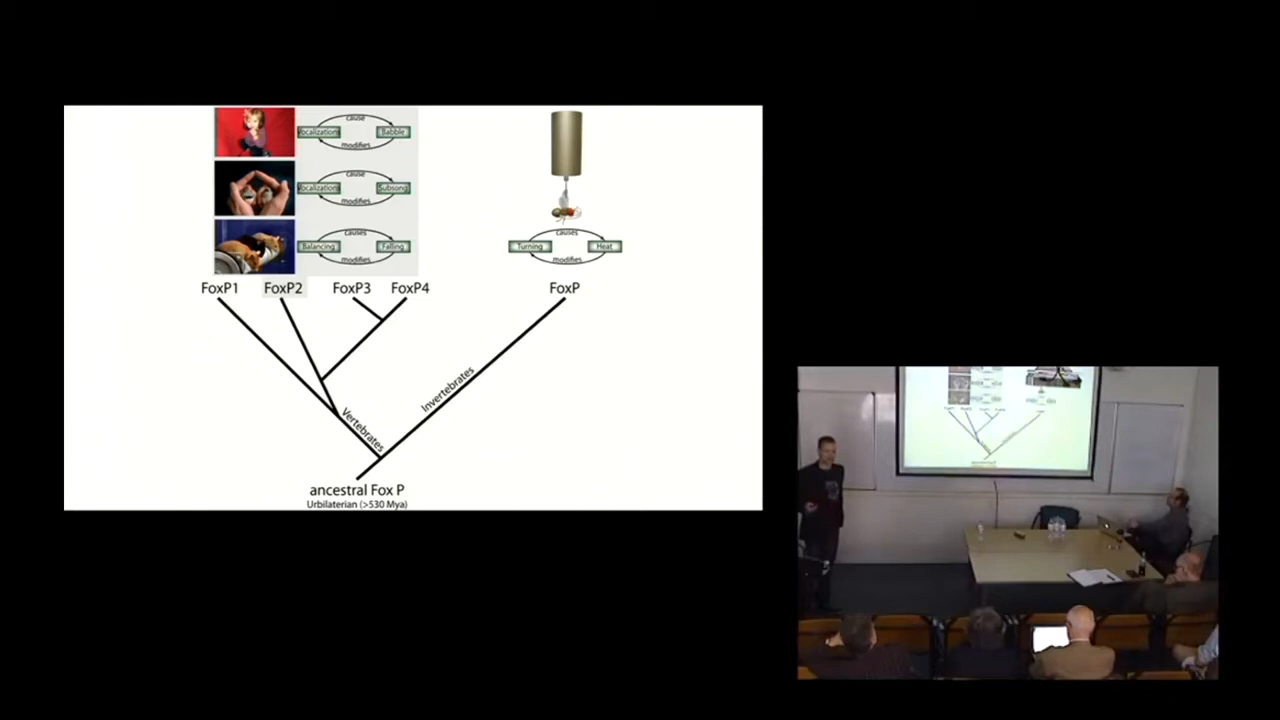 cause
Vocalization
Babble
modifies
cause
Vocalization
Subsong
modifies
causes
Balancing
Falling
modifies
causes
Turning
Heat
modifies
FoxP1
FoxP2
FoxP3
FoxP4
FoxP
Vertebrates
Invertebrates
ancestral Fox P
Urbilaterian (>530 Mya)